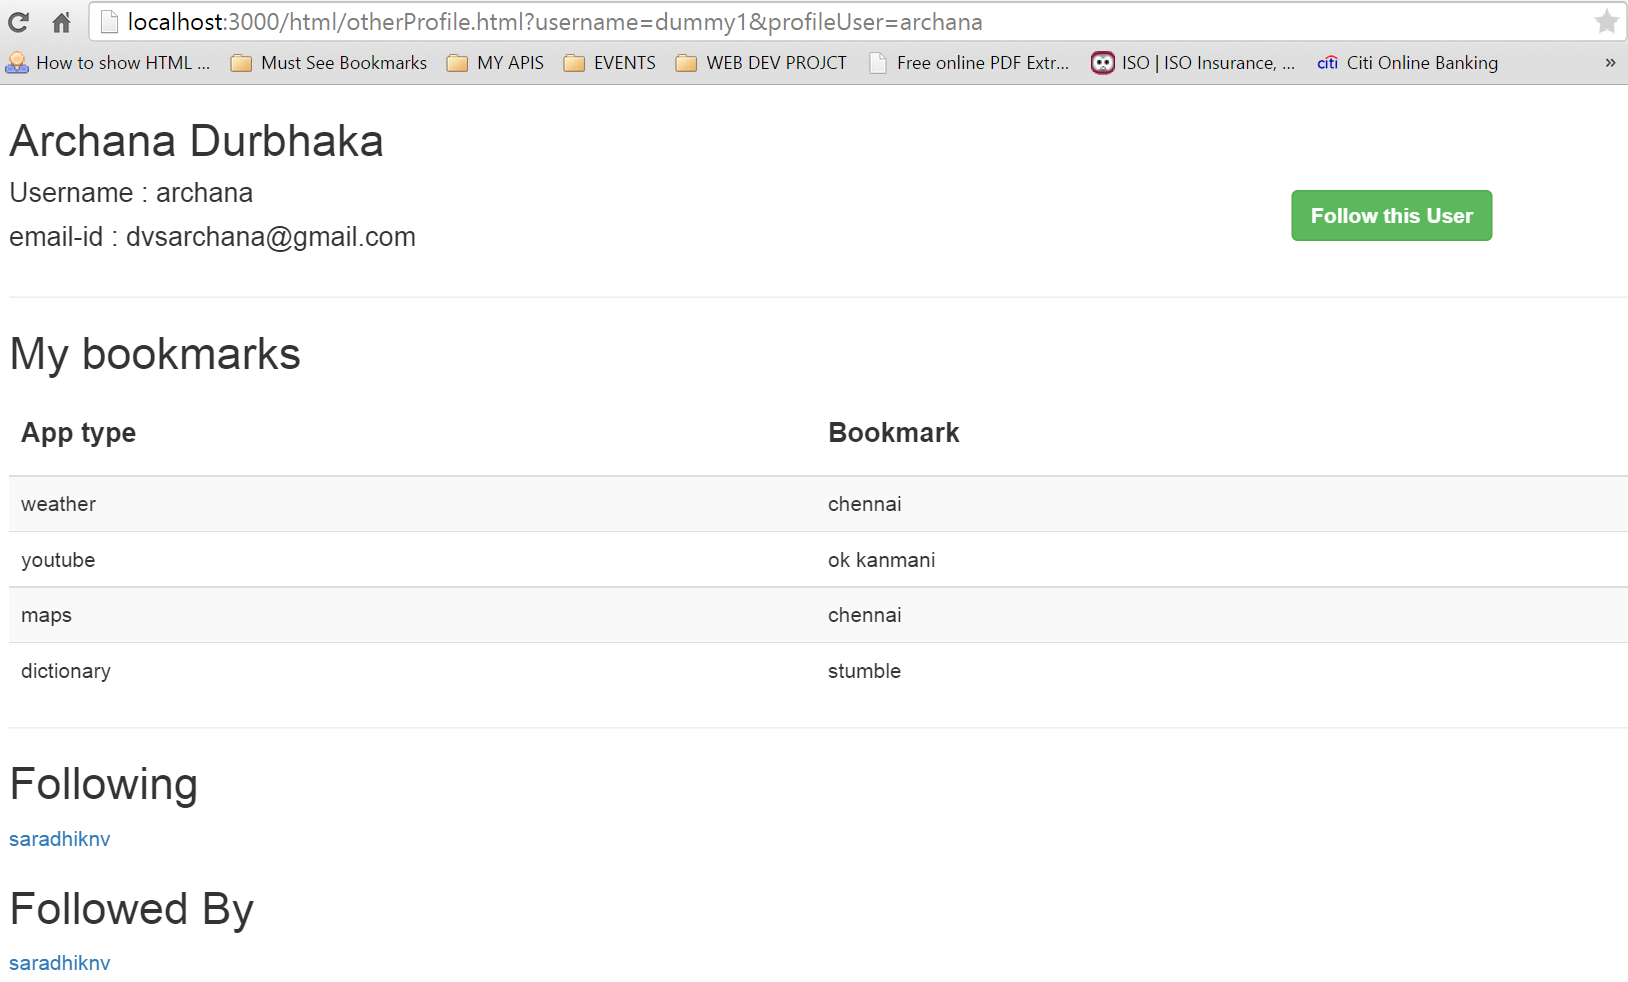 localhost:3000/html/otherProfile.html?username=dummy1&profileUser=archana
How to show HTML ... Must See Bookmarks MY APIS EVENTS WEB DEV PROJCT Free online PDF Extr... ISO | ISO Insurance, ... citi Citi Online Banking »
Archana Durbhaka
Username : archana
email-id : dvsarchana@gmail.com
Follow this User
My bookmarks
App type Bookmark
weather chennai
youtube ok kanmani
maps chennai
dictionary stumble
Following
saradhiknv
Followed By
saradhiknv